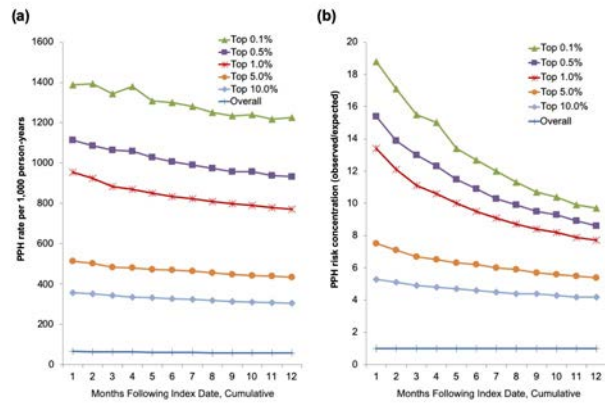 (a)
PPH rate per 1,000 person-years
1600
1400
1200
1000
800
600
400
200
0
Top 0.1%
Top 0.5%
Top 1.0%
Top 5.0%
Top 10.0%
Overall
1 2 3 4 5 6 7 8 9 10 11 12
Months Following Index Date, Cumulative
(b)
PPH risk concentration (observed/expected)
20
18
16
14
12
10
8
6
4
2
0
Top 0.1%
Top 0.5%
Top 1.0%
Top 5.0%
Top 10.0%
Overall
1 2 3 4 5 6 7 8 9 10 11 12
Months Following Index Date, Cumulative